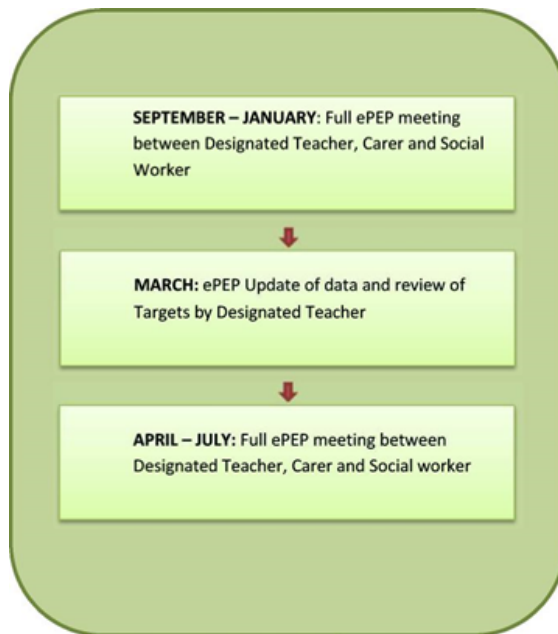 SEPTEMBER – JANUARY: Full ePEP meeting
between Designated Teacher, Carer and Social
Worker
MARCH: ePEP Update of data and review of
Targets by Designated Teacher
APRIL – JULY: Full ePEP meeting between
Designated Teacher, Carer and Social worker